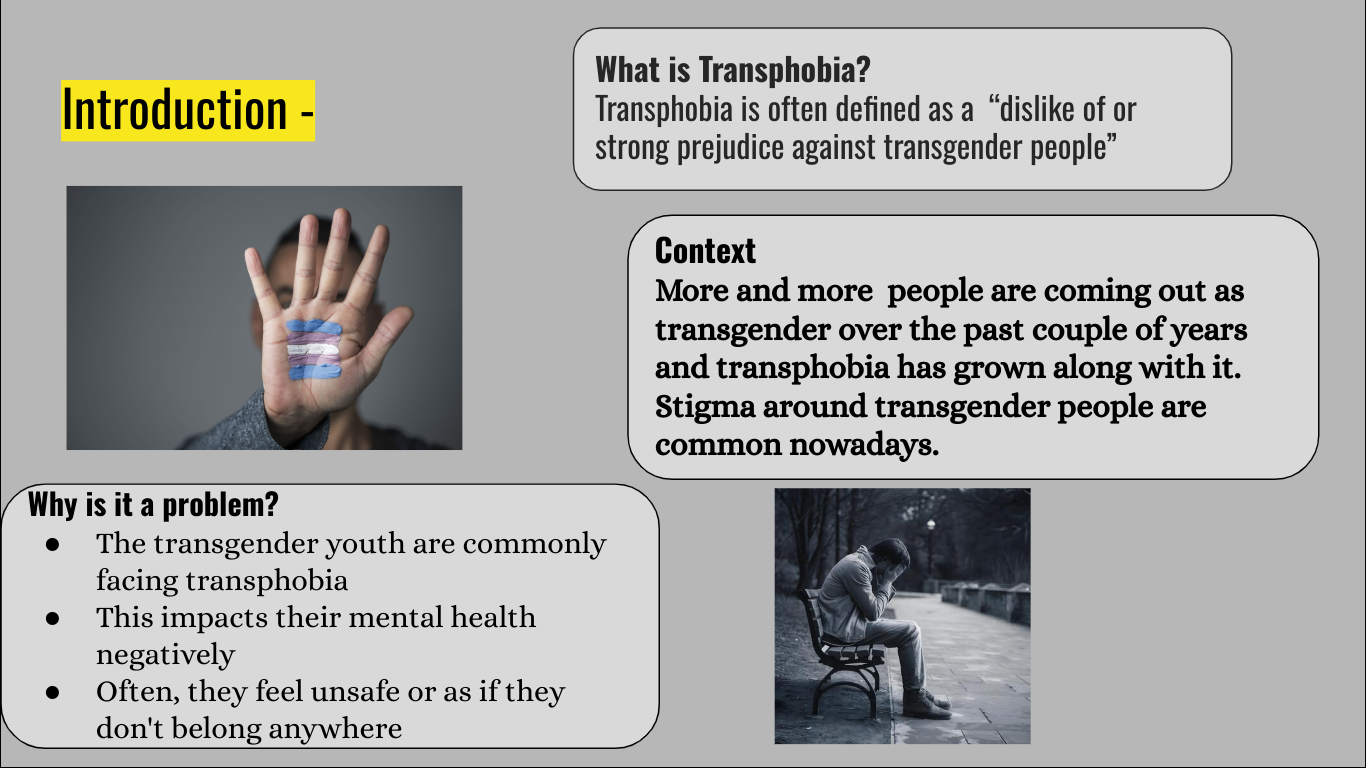 Introduction -
What is Transphobia?
Transphobia is often defined as a “dislike of or
strong prejudice against transgender people”
Context
More and more people are coming out as
transgender over the past couple of years
and transphobia has grown along with it.
Stigma around transgender people are
common nowadays.
Why is it a problem?
● The transgender youth are commonly
facing transphobia
● This impacts their mental health
negatively
● Often, they feel unsafe or as if they
don't belong anywhere